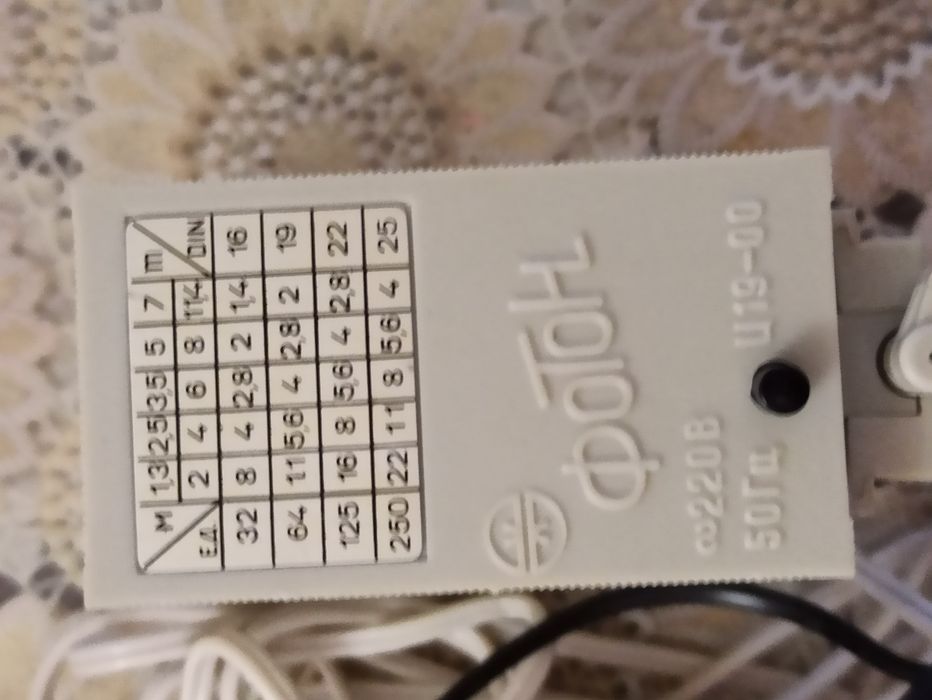 М 1,3 2,5 3,5 5 7 m
ЕД. 2 4 6 8 11,4 DIN
32 8 4 2,8 2 1,4 16
64 11 5,6 4 2,8 2 19
125 16 8 5,6 4 2,8 22
250 22 11 8 5,6 4 25
ФОТОН
∾220В
50Гц Ц19-00